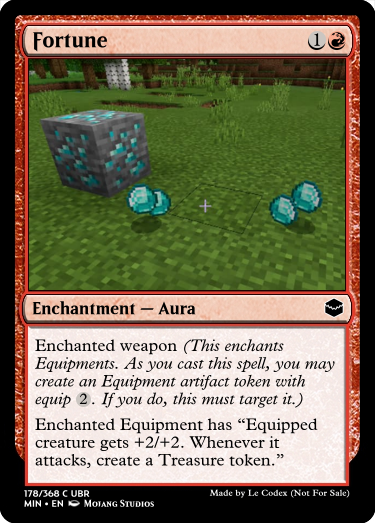 Fortune 1
Enchantment — Aura
Enchanted weapon (This enchants
Equipments. As you cast this spell, you may
create an Equipment artifact token with
equip 2. If you do, this must target it.)
Enchanted Equipment has “Equipped
creature gets +2/+2. Whenever it
attacks, create a Treasure token.”
178/368 C UBR
MIN • EN Mojang Studios
Made by Le Codex (Not For Sale)